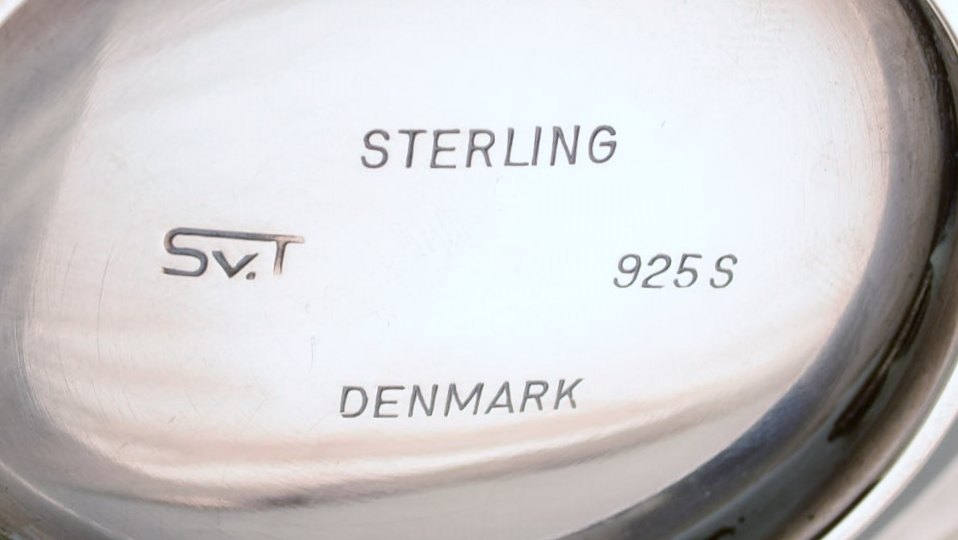 STERLING
Sv.T
925 S
DENMARK